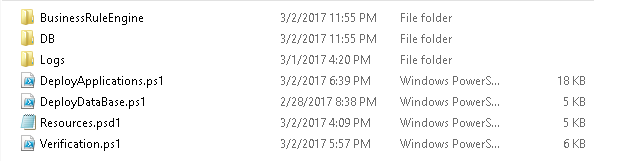 BusinessRuleEngine 3/2/2017 11:55 PM File folder
DB 3/2/2017 11:55 PM File folder
Logs 3/1/2017 4:20 PM File folder
DeployApplications.ps1 3/2/2017 6:39 PM Windows PowerS... 18 KB
DeployDataBase.ps1 2/28/2017 8:38 PM Windows PowerS... 5 KB
Resources.psd1 3/2/2017 4:09 PM Windows PowerS... 5 KB
Verification.ps1 3/2/2017 5:57 PM Windows PowerS... 6 KB